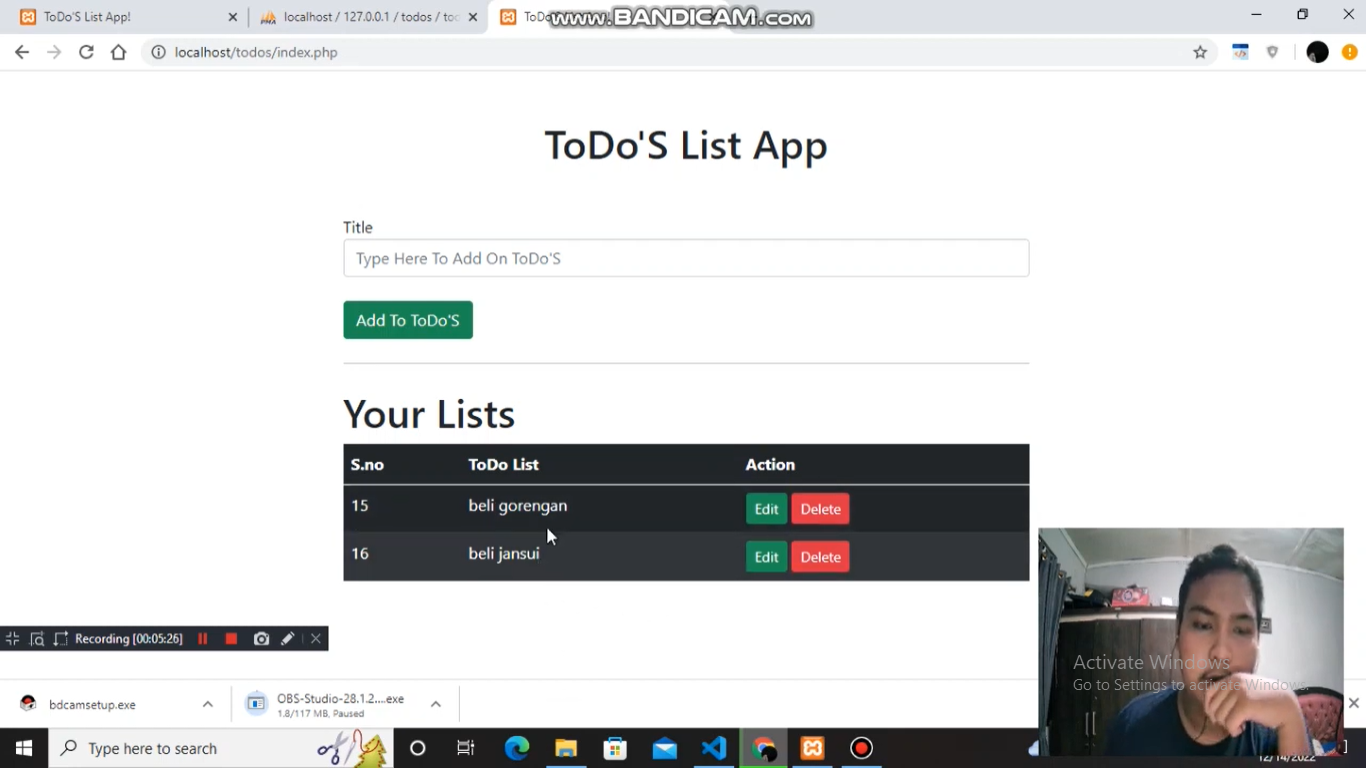 ToDo'S List App!
localhost / 127.0.0.1 / todos / to
ToDo
www.BANDICAM.com
localhost/todos/index.php
ToDo'S List App
Title
Type Here To Add On ToDo'S
Add To ToDo'S
Your Lists
S.no ToDo List Action
15 beli gorengan Edit Delete
16 beli jansui Edit Delete
Recording [00:05:26]
Activate Windows
Go to Settings to activate Windows.
bdcamsetup.exe
OBS-Studio-28.1.2....exe
1.8/117 MB, Paused
Type here to search
12/14/2022